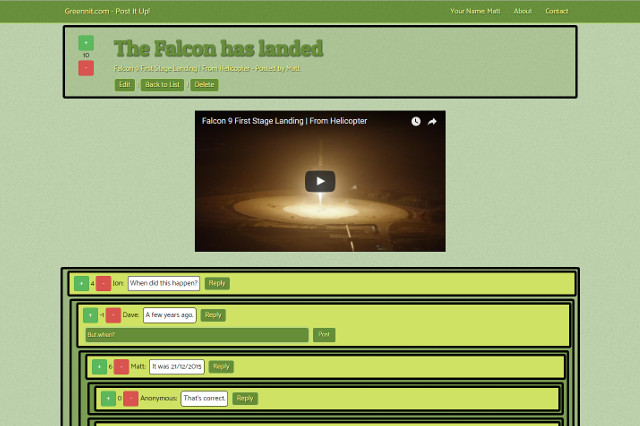 Greennit.com - Post It Up!
Your Name: Matt
About
Contact
+
10
-
The Falcon has landed
Falcon 9 First Stage Landing | From Helicopter - Posted by Matt
Edit / Back to List / Delete
Falcon 9 First Stage Landing | From Helicopter
+ 4 - Jon: When did this happen? Reply
+ -1 - Dave: A few years ago. Reply
But when? Post
+ 6 - Matt: It was 21/12/2015 Reply
+ 0 - Anonymous: That's correct. Reply